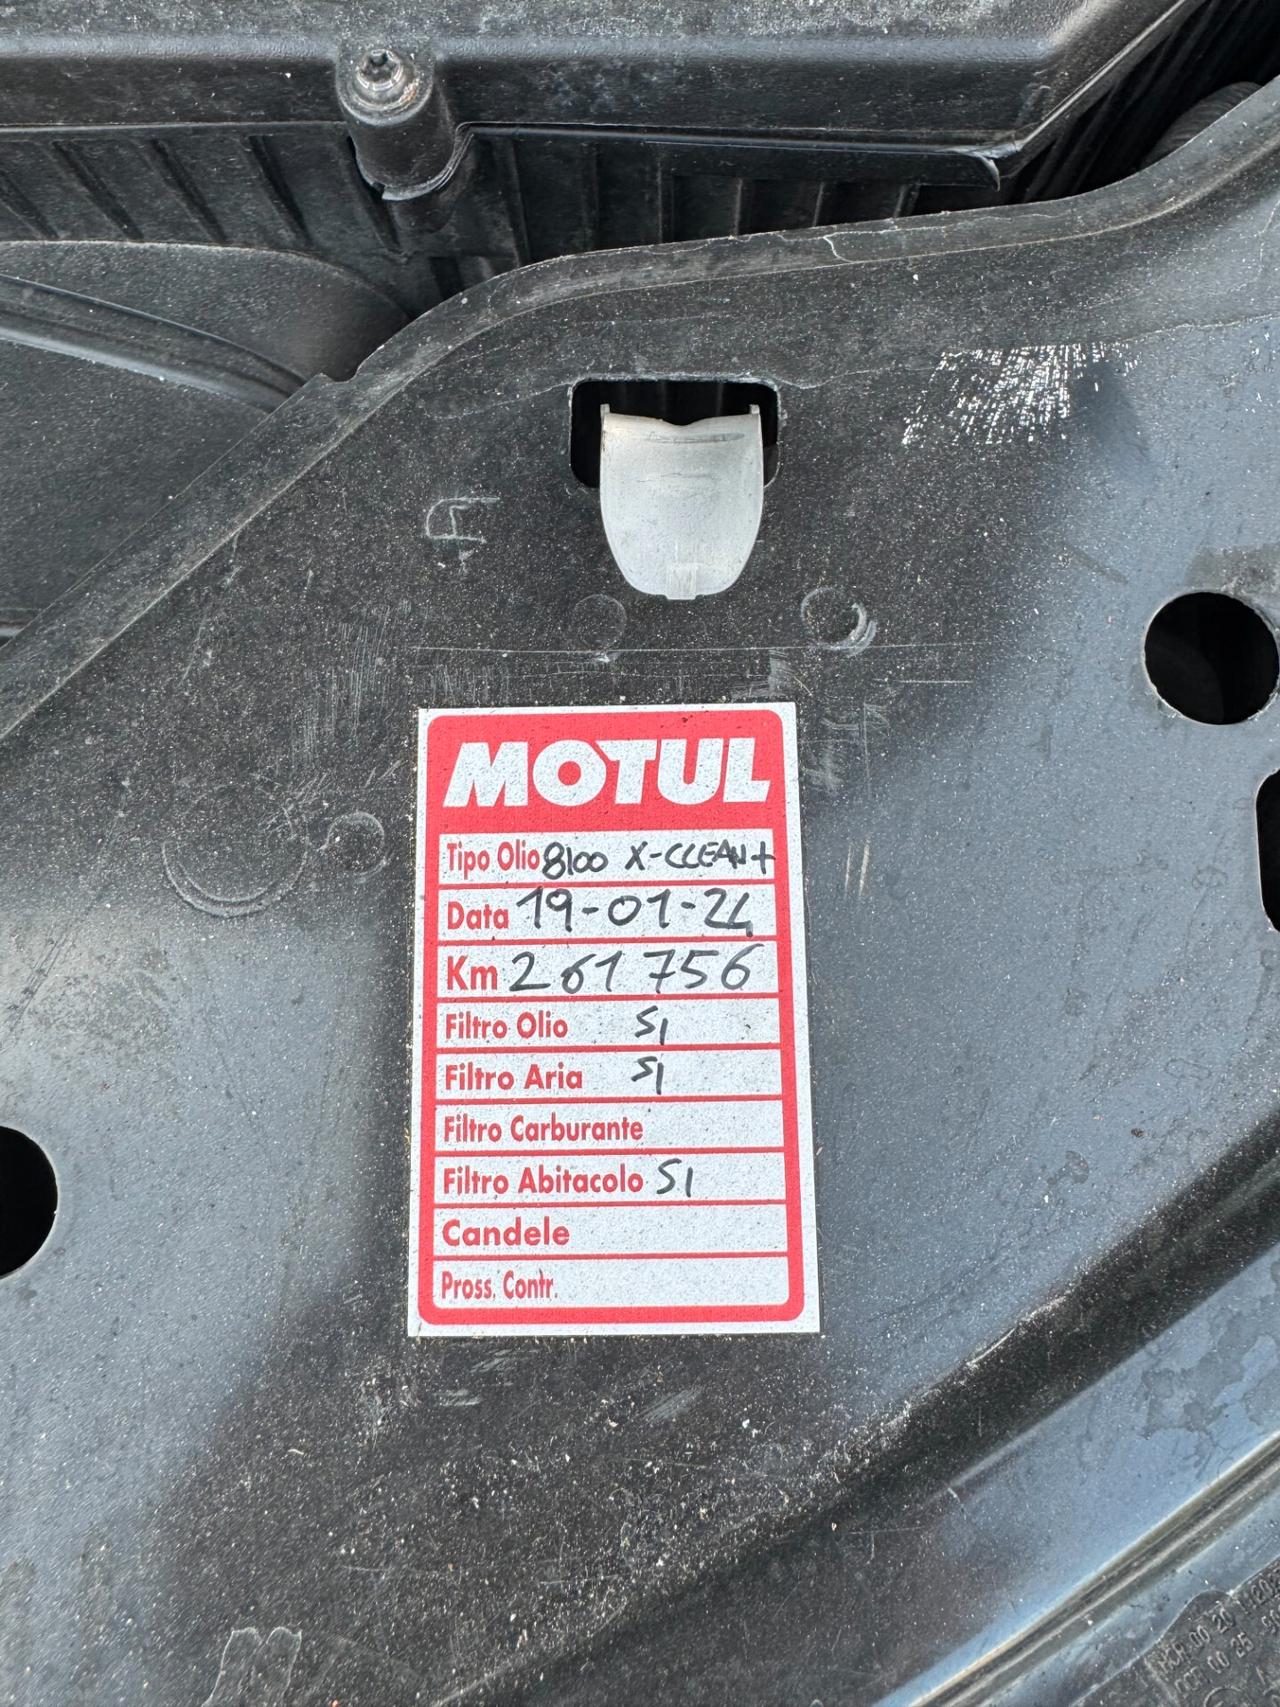 MOTUL
Tipo Olio 8100 X-CLEAN+
Data 19-01-24
Km 261756
Filtro Olio SI
Filtro Aria SI
Filtro Carburante
Filtro Abitacolo SI
Candele
Pross. Contr.